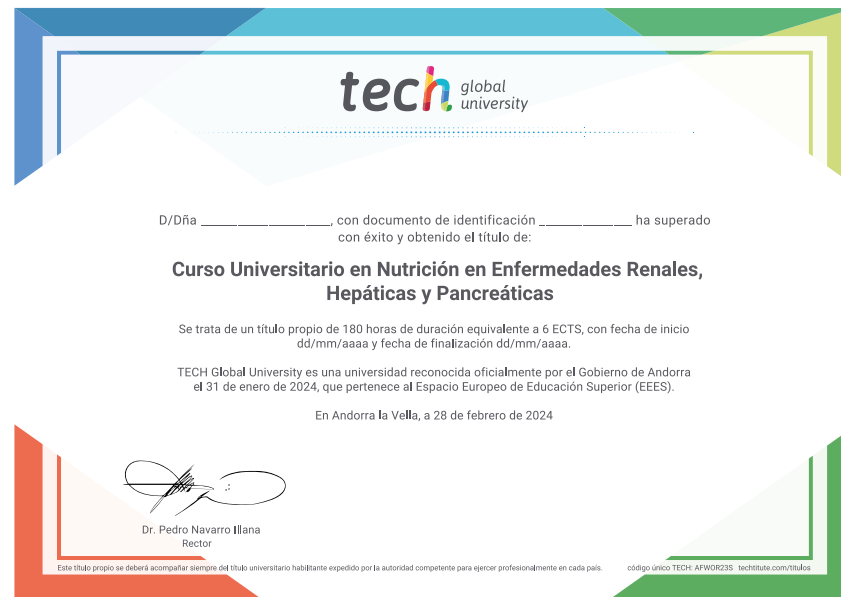 tech global university
D/Dña ____________________, con documento de identificación ______________ ha superado
con éxito y obtenido el título de:
Curso Universitario en Nutrición en Enfermedades Renales,
Hepáticas y Pancreáticas
Se trata de un título propio de 180 horas de duración equivalente a 6 ECTS, con fecha de inicio
dd/mm/aaaa y fecha de finalización dd/mm/aaaa.
TECH Global University es una universidad reconocida oficialmente por el Gobierno de Andorra
el 31 de enero de 2024, que pertenece al Espacio Europeo de Educación Superior (EEES).
En Andorra la Vella, a 28 de febrero de 2024
Dr. Pedro Navarro Illana
Rector
Este título propio se deberá acompañar siempre del título universitario habilitante expedido por la autoridad competente para ejercer profesionalmente en cada país. código único TECH: AFWOR23S techtitute.com/titulos